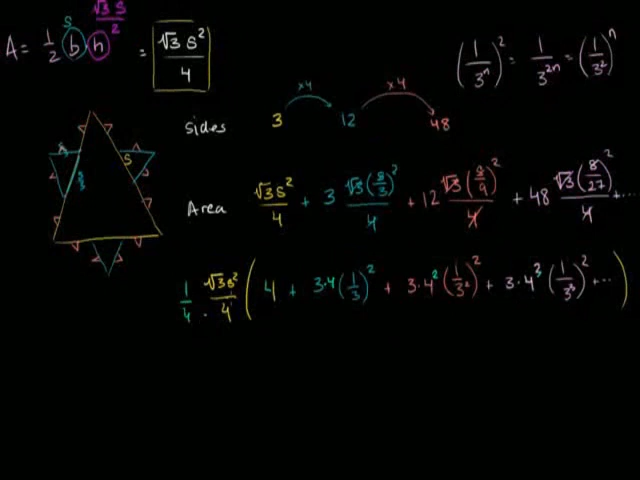 A = 1/2 b h = √3 S²/4
S
√3 S/2
(1/3ⁿ)² = 1/3²ⁿ = (1/3²)ⁿ
sides 3 ×4 12 ×4 48
S
Area √3S²/4 + 3 √3(S/3)²/4 + 12 √3(S/9)²/4 + 48 √3(S/27)²/4 + ...
1/4 · √3S²/4 ( 4 + 3·4(1/3)² + 3·4²(1/3²)² + 3·4³(1/3³)² + ... )